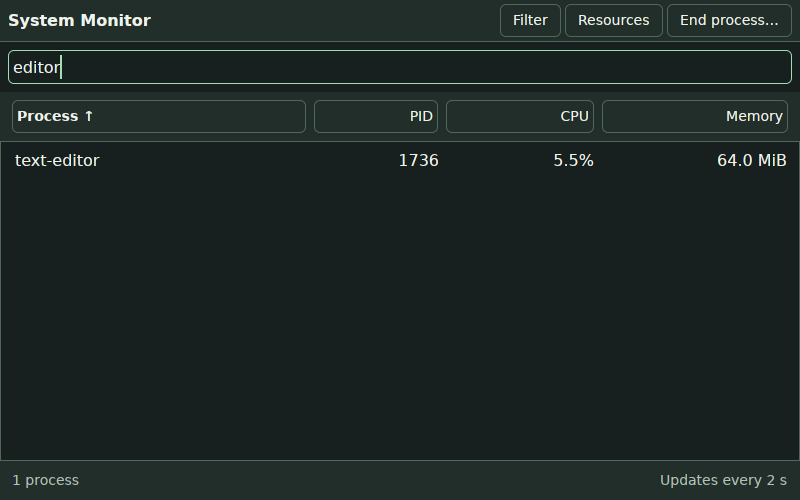 System Monitor Filter Resources End process...
editor
Process ↑ PID CPU Memory
text-editor 1736 5.5% 64.0 MiB
1 process Updates every 2 s